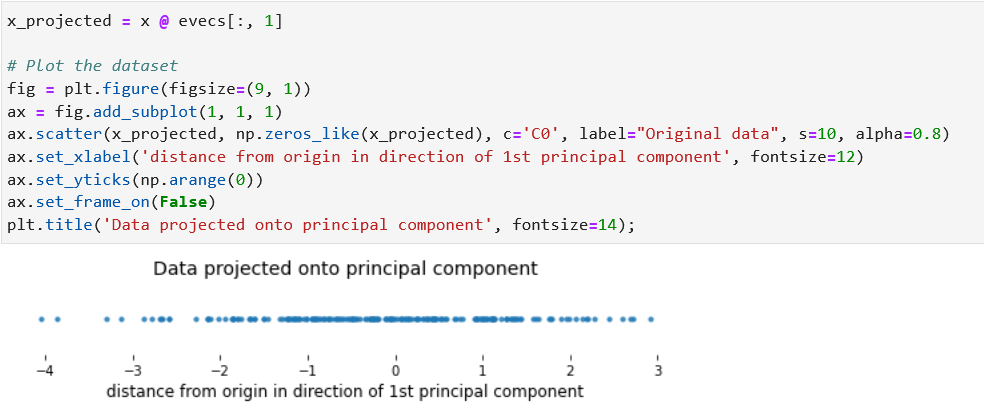 x_projected = x @ evecs[:, 1]
# Plot the dataset
fig = plt.figure(figsize=(9, 1))
ax = fig.add_subplot(1, 1, 1)
ax.scatter(x_projected, np.zeros_like(x_projected), c='C0', label="Original data", s=10, alpha=0.8)
ax.set_xlabel('distance from origin in direction of 1st principal component', fontsize=12)
ax.set_yticks(np.arange(0))
ax.set_frame_on(False)
plt.title('Data projected onto principal component', fontsize=14);
Data projected onto principal component
−4 −3 −2 −1 0 1 2 3
distance from origin in direction of 1st principal component